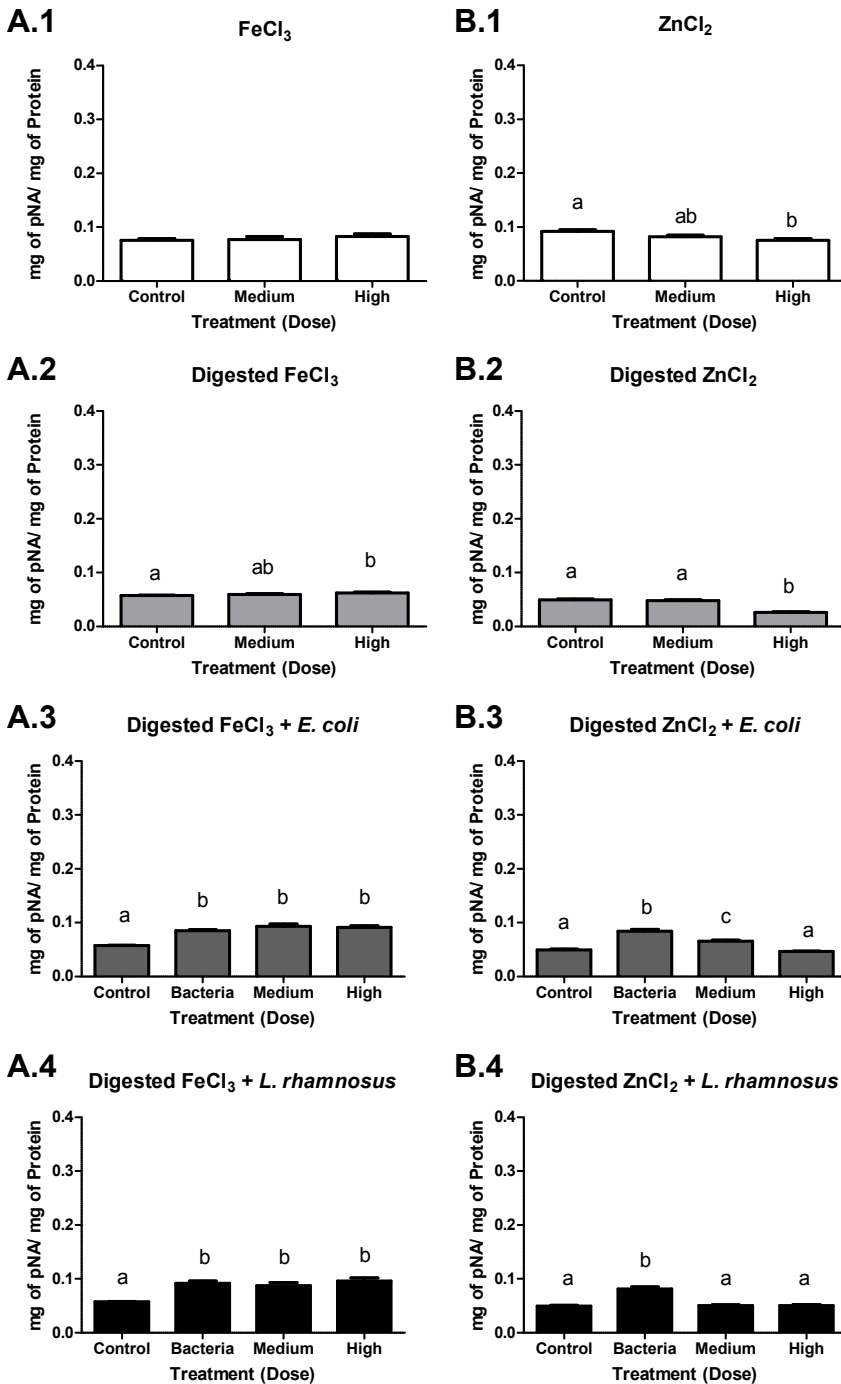 A.1
FeCl₃
mg of pNA/ mg of Protein
0.4
0.3
0.2
0.1
0.0
Control Medium High
Treatment (Dose)
B.1
ZnCl₂
mg of pNA/ mg of Protein
0.4
0.3
0.2
0.1
0.0
a ab b
Control Medium High
Treatment (Dose)
A.2
Digested FeCl₃
mg of pNA/ mg of Protein
0.4
0.3
0.2
0.1
0.0
a ab b
Control Medium High
Treatment (Dose)
B.2
Digested ZnCl₂
mg of pNA/ mg of Protein
0.4
0.3
0.2
0.1
0.0
a a b
Control Medium High
Treatment (Dose)
A.3
Digested FeCl₃ + E. coli
mg of pNA/ mg of Protein
0.4
0.3
0.2
0.1
0.0
a b b b
Control Bacteria Medium High
Treatment (Dose)
B.3
Digested ZnCl₂ + E. coli
mg of pNA/ mg of Protein
0.4
0.3
0.2
0.1
0.0
a b c a
Control Bacteria Medium High
Treatment (Dose)
A.4
Digested FeCl₃ + L. rhamnosus
mg of pNA/ mg of Protein
0.4
0.3
0.2
0.1
0.0
a b b b
Control Bacteria Medium High
Treatment (Dose)
B.4
Digested ZnCl₂ + L. rhamnosus
mg of pNA/ mg of Protein
0.4
0.3
0.2
0.1
0.0
a b a a
Control Bacteria Medium High
Treatment (Dose)